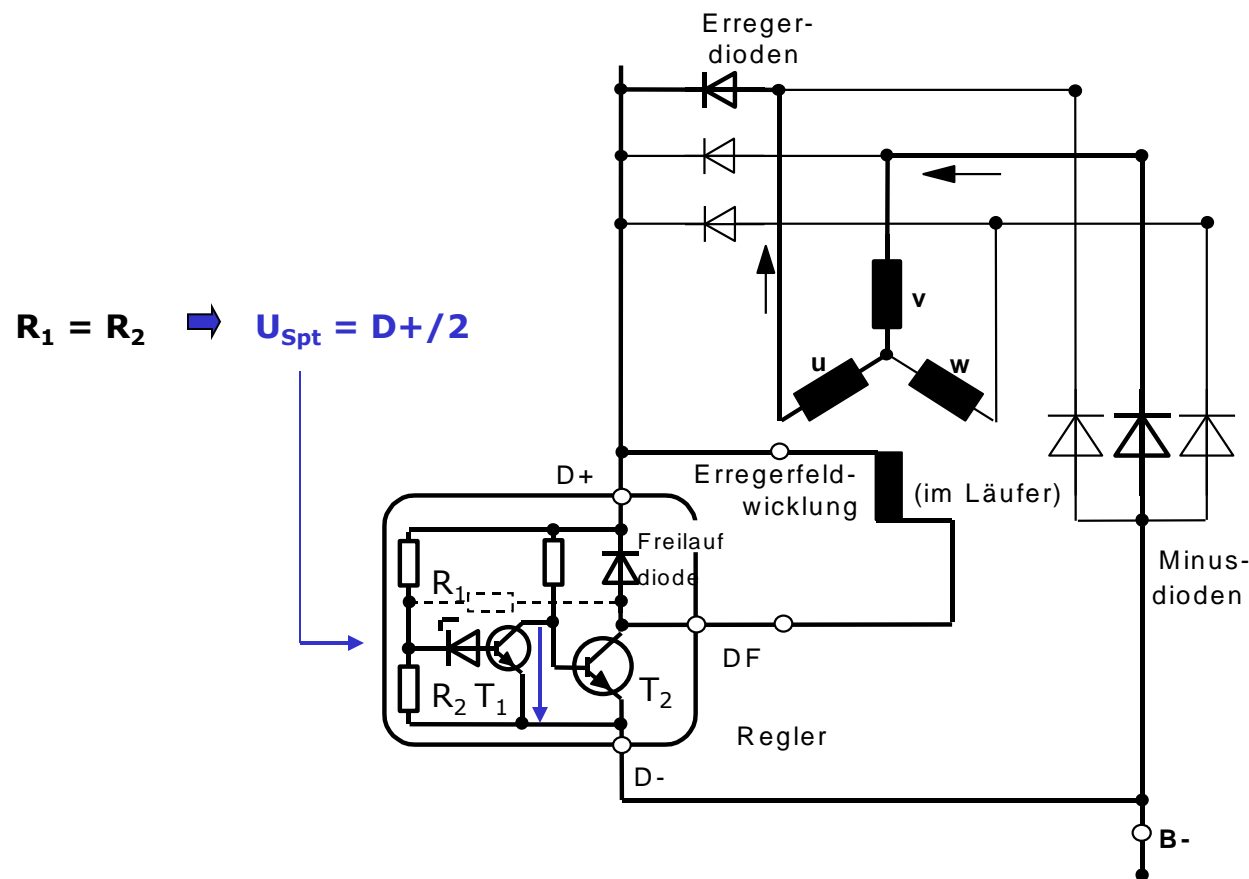 Erreger-
dioden
R₁ = R₂ U_Spt = D+/2
v
u
w
D+
Erregerfeld-
wicklung
(im Läufer)
Freilauf
diode
Minus-
dioden
R₁
R₂ T₁
T₂
DF
Regler
D-
B-